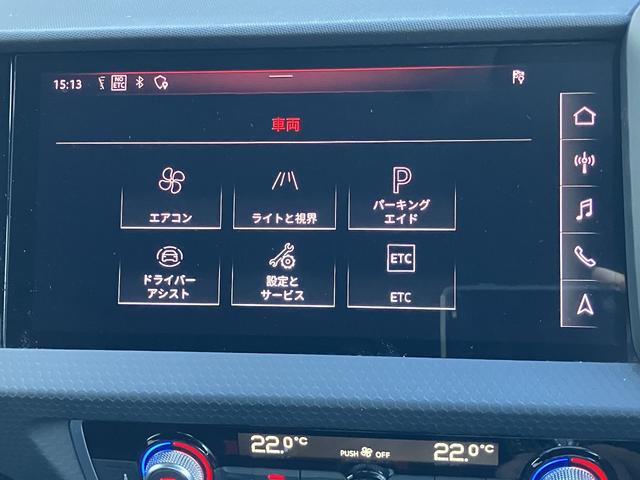 15:13
NO
ETC
車両
エアコン
ライトと視界
P
パーキング
エイド
ドライバー
アシスト
設定と
サービス
ETC
ETC
22.0°C
PUSH
OFF
22.0°C